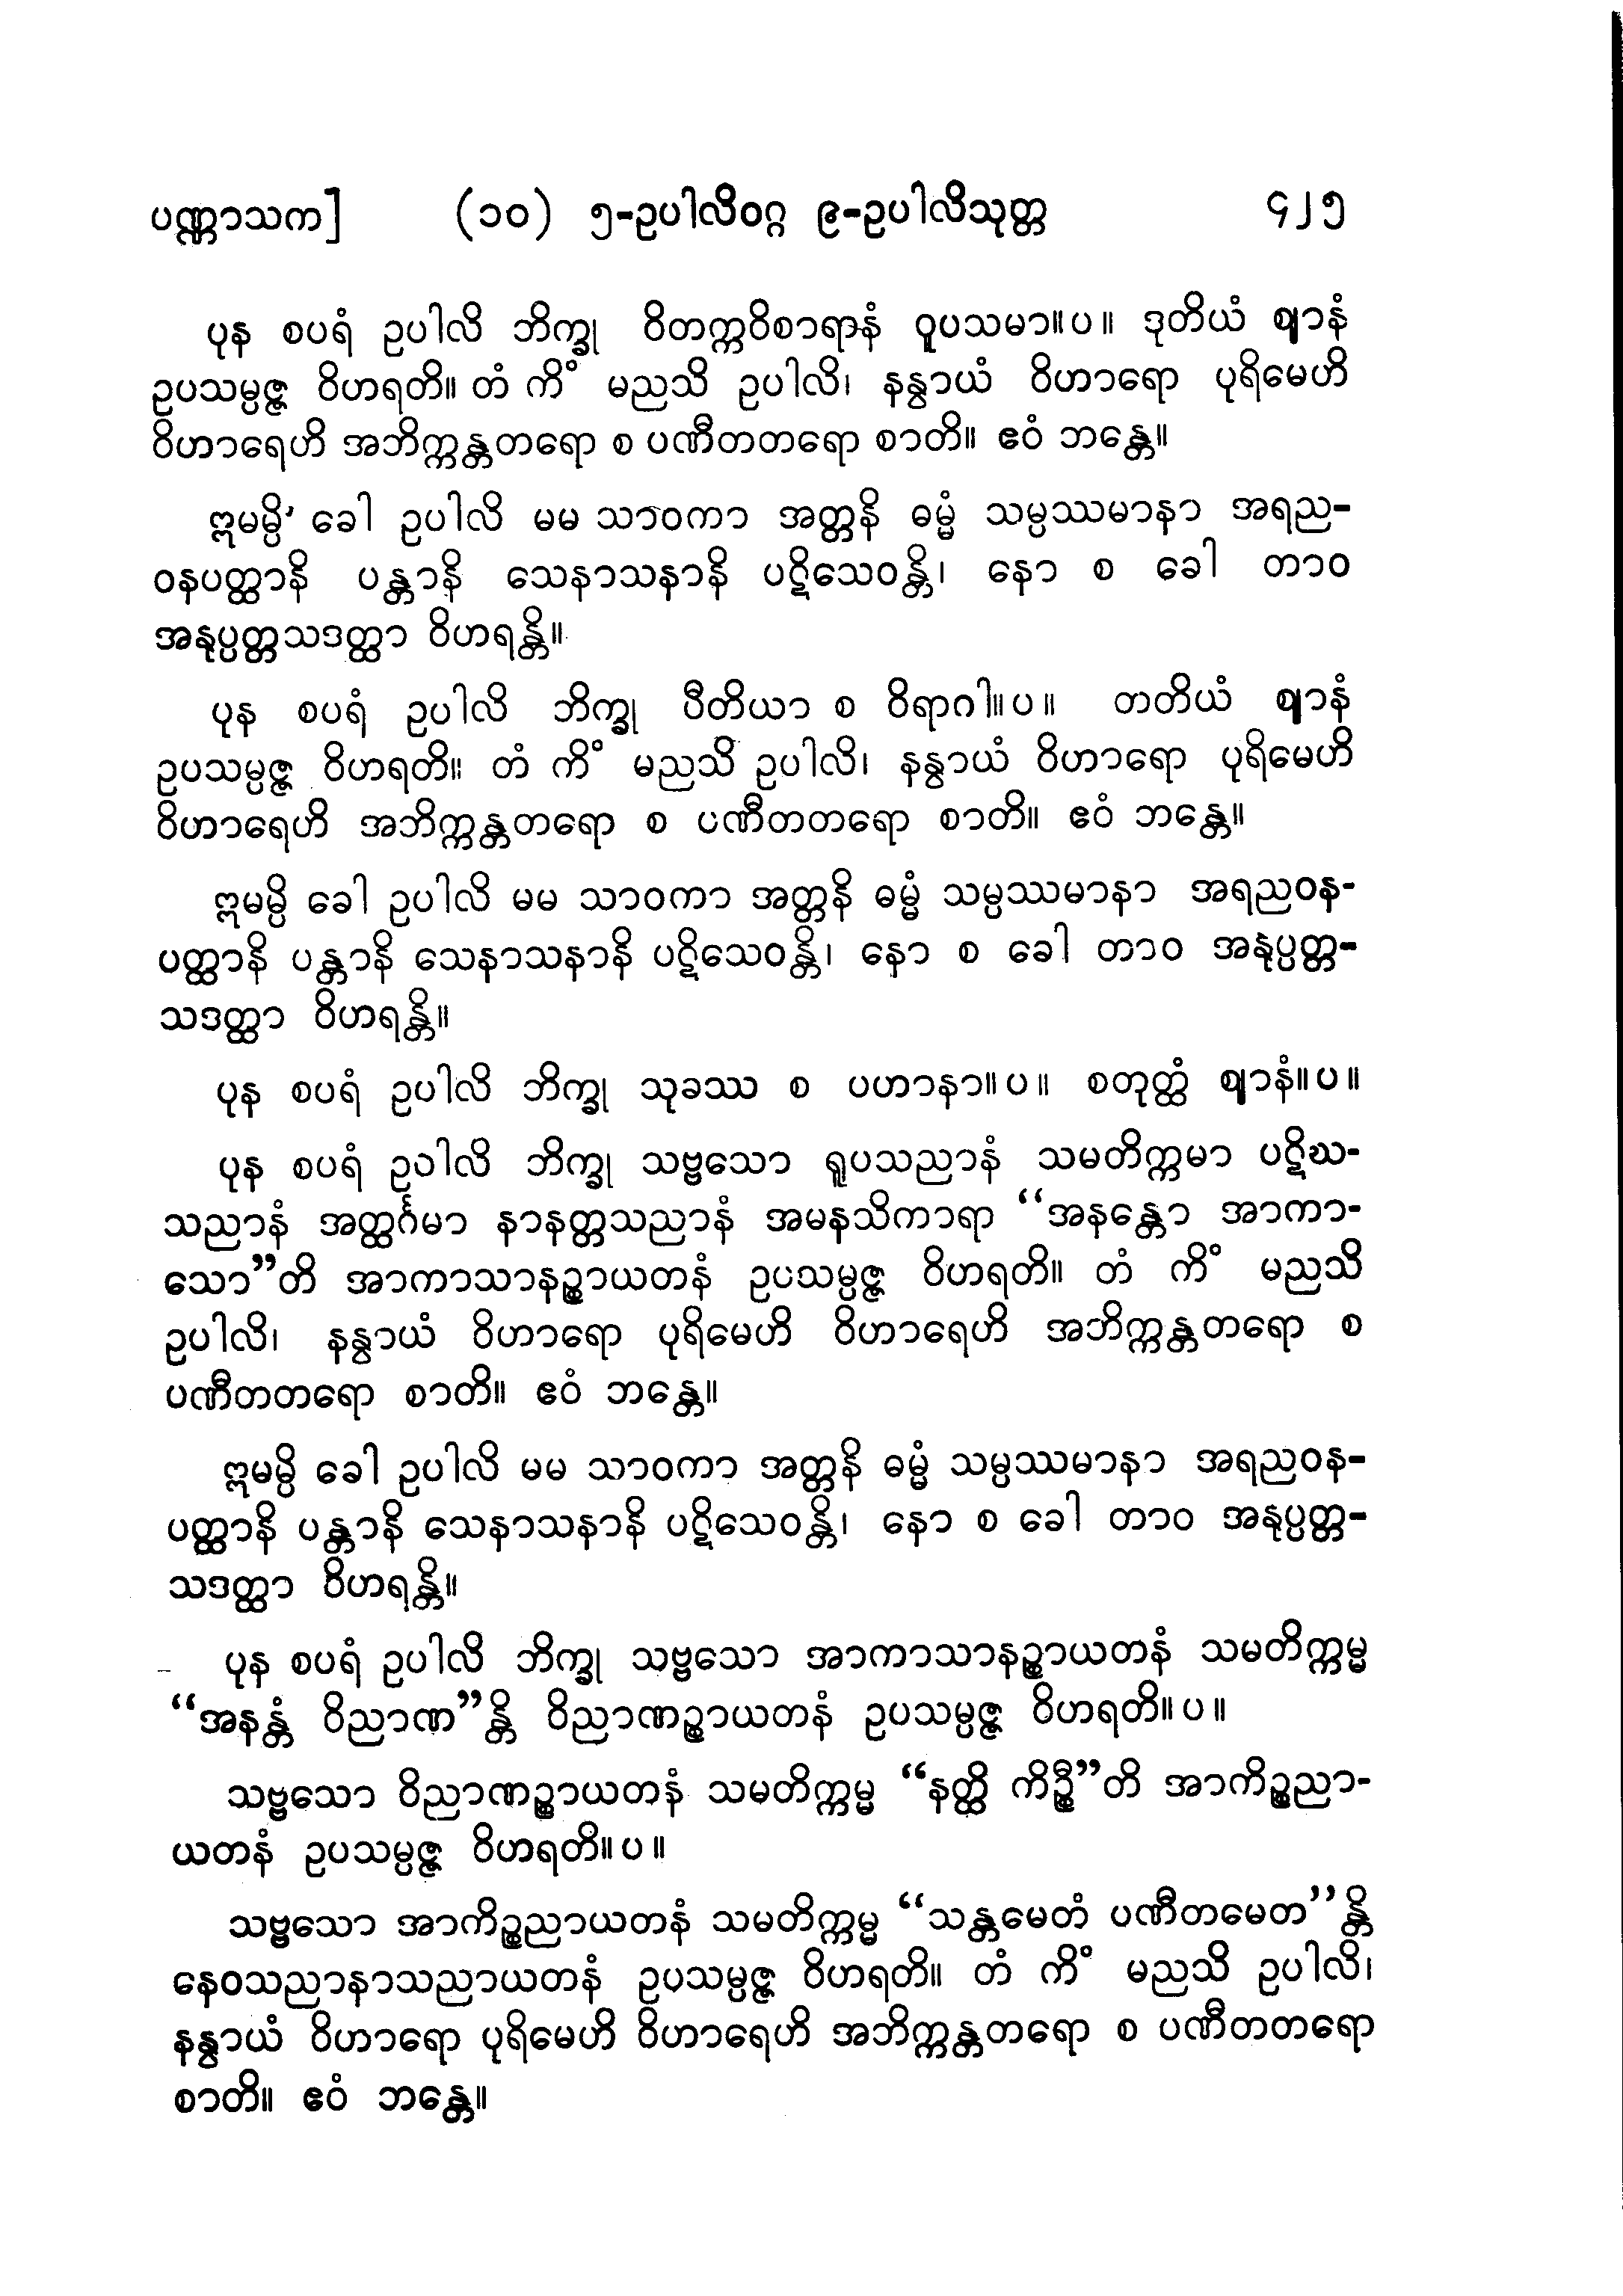 ပဏ္ဏာသက] (၁၀) ၅-ဥပါလိဝဂ္ဂ ၉-ဥပါလိသုတ္တ ၄၂၅
ပုန စပရံ ဥပါလိ ဘိက္ခု ဝိတက္ကဝိစာရာနံ ဝူပသမာ။ပ။ ဒုတိယံ ဈာနံ
ဥပသမ္ပဇ္ဇ ဝိဟရတိ။ တံ ကိံ မညသိ ဥပါလိ၊ နန္វာယံ ဝိဟာရော ပုရိမေဟိ
ဝိဟာရေဟိ အဘိက္ကန္တတရော စ ပဏီတတရော စာတိ။ ဧဝံ ဘန္တေ။
ဣမမ္ပိ’ ခေါ ဥပါလိ မမ သာဝကာ အတ္တနိ ဓမ္မံ သမ္ပဿမာနာ အရည-
ဝနပတ္ထာနိ ပန္တာနိ သေနာသနာနိ ပဋိသေဝန္တိ၊ နော စ ခေါ တာဝ
အနုပ္ပတ္တသဒတ္ထာ ဝိဟရန္တိ။
ပုန စပရံ ဥပါလိ ဘိက္ခု ပီတိယာ စ ဝိရာဂါ။ပ။ တတိယံ ဈာနံ
ဥပသမ္ပဇ္ဇ ဝိဟရတိ။ တံ ကိံ မညသိ ဥပါလိ၊ နန္วာယံ ဝိဟာရော ပုရိမေဟိ
ဝိဟာရေဟိ အဘိက္ကန္တတရော စ ပဏီတတရော စာတိ။ ဧဝံ ဘန္တေ။
ဣမမ္ပိ ခေါ ဥပါလိ မမ သာဝကာ အတ္တနိ ဓမ္မံ သမ္ပဿမာနာ အရညဝန-
ပတ္ထာနိ ပန္တာနိ သေနာသနာနိ ပဋိသေဝန္တိ၊ နော စ ခေါ တာဝ အနုပ္ပတ္တ-
သဒတ္ထာ ဝိဟရန္တိ။
ပုန စပရံ ဥပါလိ ဘိက္ခု သုခဿ စ ပဟာနာ။ပ။ စတုတ္ထံ ဈာနံ။ပ။
ပုန စပရံ ဥပါလိ ဘိက္ခု သဗ္ဗသော ရူပသညာနံ သမတိက္ကမာ ပဋိဃ-
သညာနံ အတ္ထင်္ဂမာ နာနတ္တသညာနံ အမနသိကာရာ “အနန္တော အာကာ-
သော”တိ အာကာသာနဉ္စာယတနံ ဥပသမ္ပဇ္ဇ ဝိဟရတိ။ တံ ကိံ မညသိ
ဥပါလိ၊ နန္ွာယံ ဝိဟာရော ပုရိမေဟိ ဝိဟာရေဟိ အဘိက္ကန္တတရော စ
ပဏီတတရော စာတိ။ ဧဝံ ဘန္တေ။
ဣမမ္ပိ ခေါ ဥပါလိ မမ သာဝကာ အတ္တနိ ဓမ္မံ သမ္ပဿမာနာ အရညဝန-
ပတ္ထာနိ ပန္တာနိ သေနာသနာနိ ပဋိသေဝန္တိ၊ နော စ ခေါ တာဝ အနုပ္ပတ္တ-
သဒတ္ထာ ဝိဟရန္တိ။
ပုန စပရံ ဥပါလိ ဘိက္ခု သဗ္ဗသော အာကာသာနဉ္စာယတနံ သမတိက္ကမ္မ
“အနန္တံ ဝိညာဏ”န္တိ ဝိညာဏဉ္စာယတနံ ဥပသမ္ပဇ္ဇ ဝိဟရတိ။ပ။
သဗ္ဗသော ဝိညာဏဉ္စာယတနံ သမတိက္ကမ္မ “နတ္ထိ ကိဉ္စီ”တိ အာကိဉ္စညာ-
ယတနံ ဥပသမ္ပဇ္ဇ ဝိဟရတိ။ပ။
သဗ္ဗသော အာကိဉ္စညာယတနံ သမတိက္ကမ္မ “သန္တမေတံ ပဏီတမေတ”န္တိ
နေဝသညာနာသညာယတနံ ဥပသမ္ပဇ္ဇ ဝိဟရတိ။ တံ ကိံ မညသိ ဥပါလိ၊
နန္ွာယံ ဝိဟာရော ပုရိမေဟိ ဝိဟာရေဟိ အဘိက္ကန္တတရော စ ပဏီတတရော
စာတိ။ ဧဝံ ဘန္တေ။